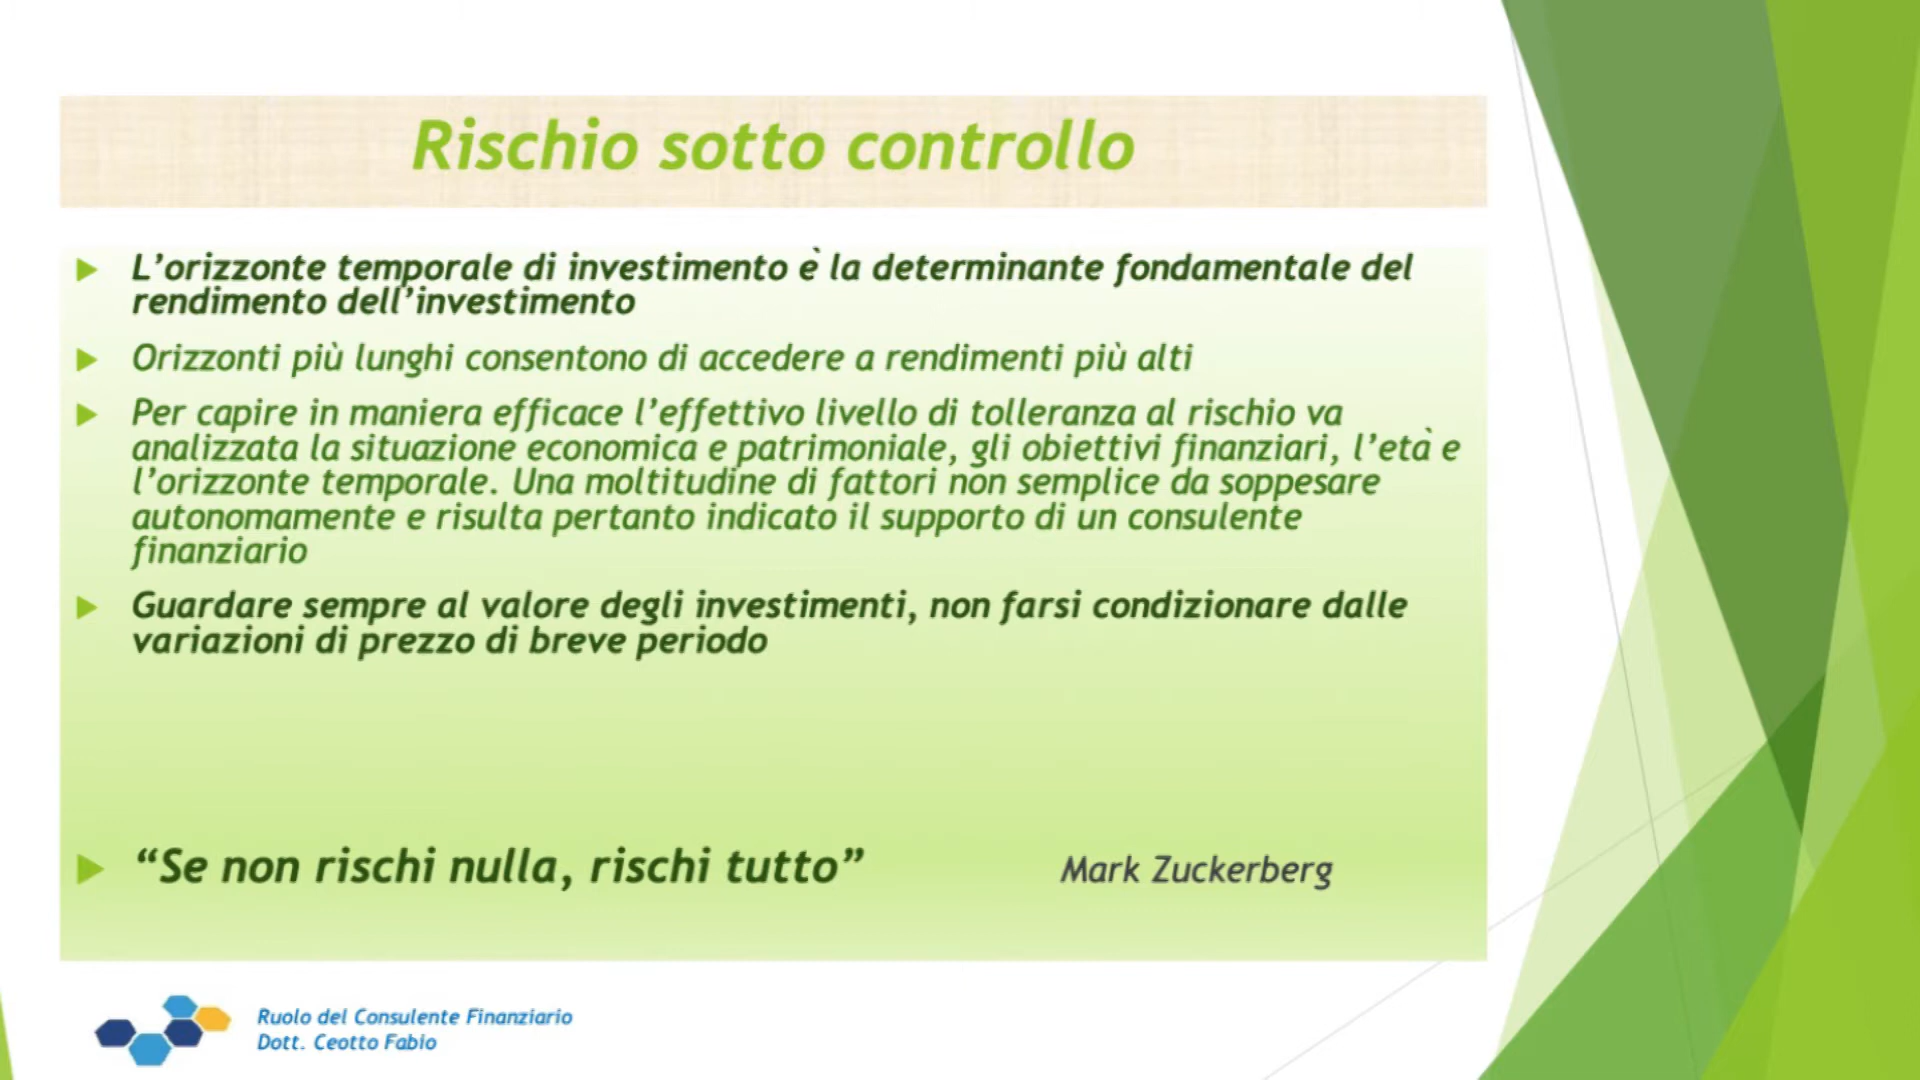 Rischio sotto controllo
L’orizzonte temporale di investimento è la determinante fondamentale del
rendimento dell’investimento
Orizzonti più lunghi consentono di accedere a rendimenti più alti
Per capire in maniera efficace l’effettivo livello di tolleranza al rischio va
analizzata la situazione economica e patrimoniale, gli obiettivi finanziari, l’età e
l’orizzonte temporale. Una moltitudine di fattori non semplice da soppesare
autonomamente e risulta pertanto indicato il supporto di un consulente
finanziario
Guardare sempre al valore degli investimenti, non farsi condizionare dalle
variazioni di prezzo di breve periodo
“Se non rischi nulla, rischi tutto” Mark Zuckerberg
Ruolo del Consulente Finanziario
Dott. Ceotto Fabio